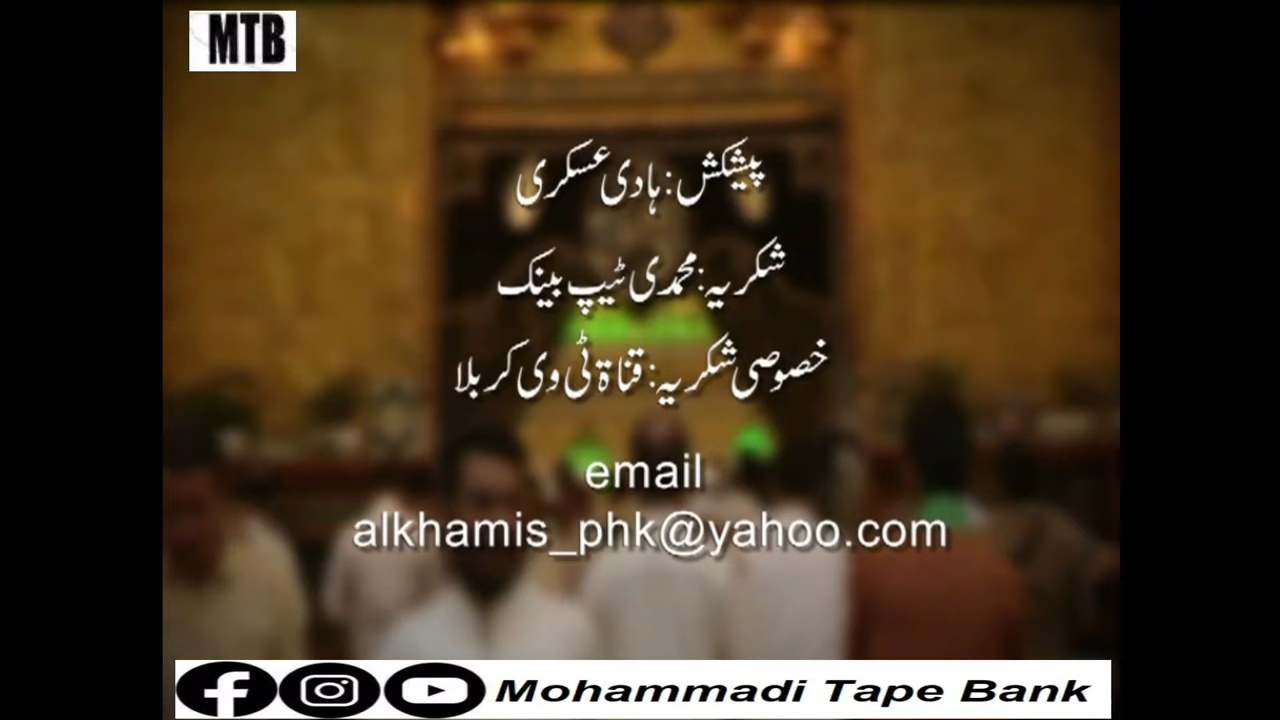 MTB
پیشکش: ہادی عسکری
شکریہ: محمدی ٹیپ بینک
خصوصی شکریہ: قناۃ ٹی وی کربلا
email
alkhamis_phk@yahoo.com
Mohammadi Tape Bank